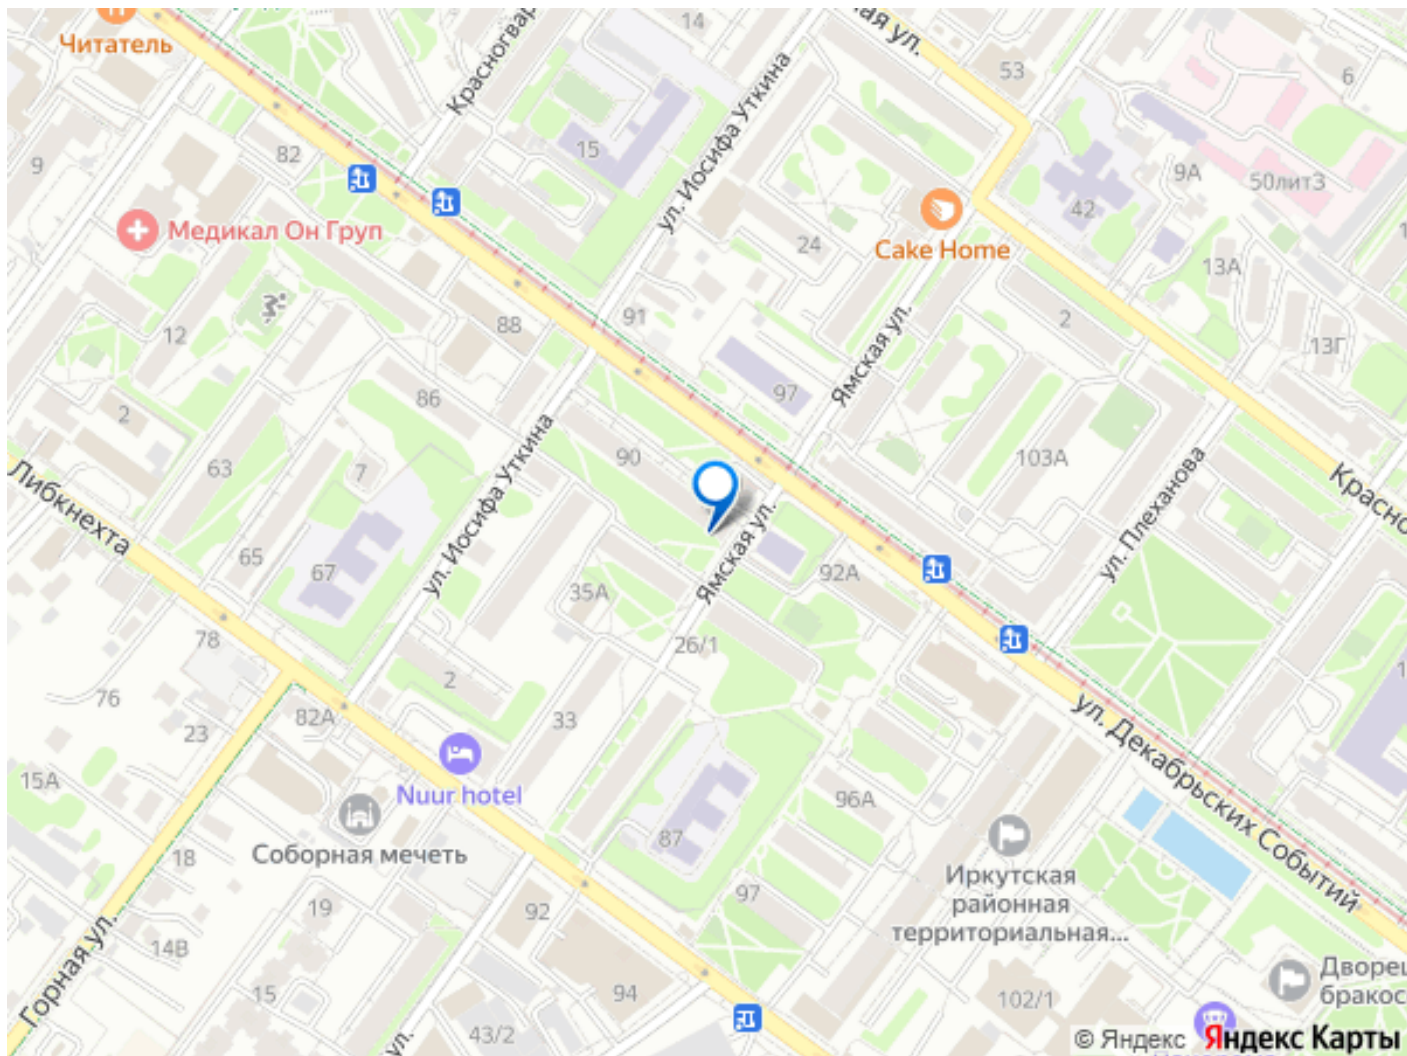 Читатель
Красногвар
14
ая ул.
53
6
9
82
15
ул. Иосифа Уткина
9А
50лит3
42
Медикал Он Груп
24
Cake Home
13А
12
88
91
Ямская ул.
2
13Г
2
86
97
63
7
90
103А
Красно
Либкнехта
ул. Иосифа Уткина
ул. Плеханова
65
67
35А
Ямская ул.
92А
78
26/1
2
76
82А
33
23
ул. Декабрьских Событий
15А
Nuur hotel
96А
18
Соборная мечеть
87
Иркутская
районная
территориальная...
19
92
97
14В
Горная ул.
15
94
102/1
Дворец
бракос
43/2
ул.
© Яндекс Яндекс Карты